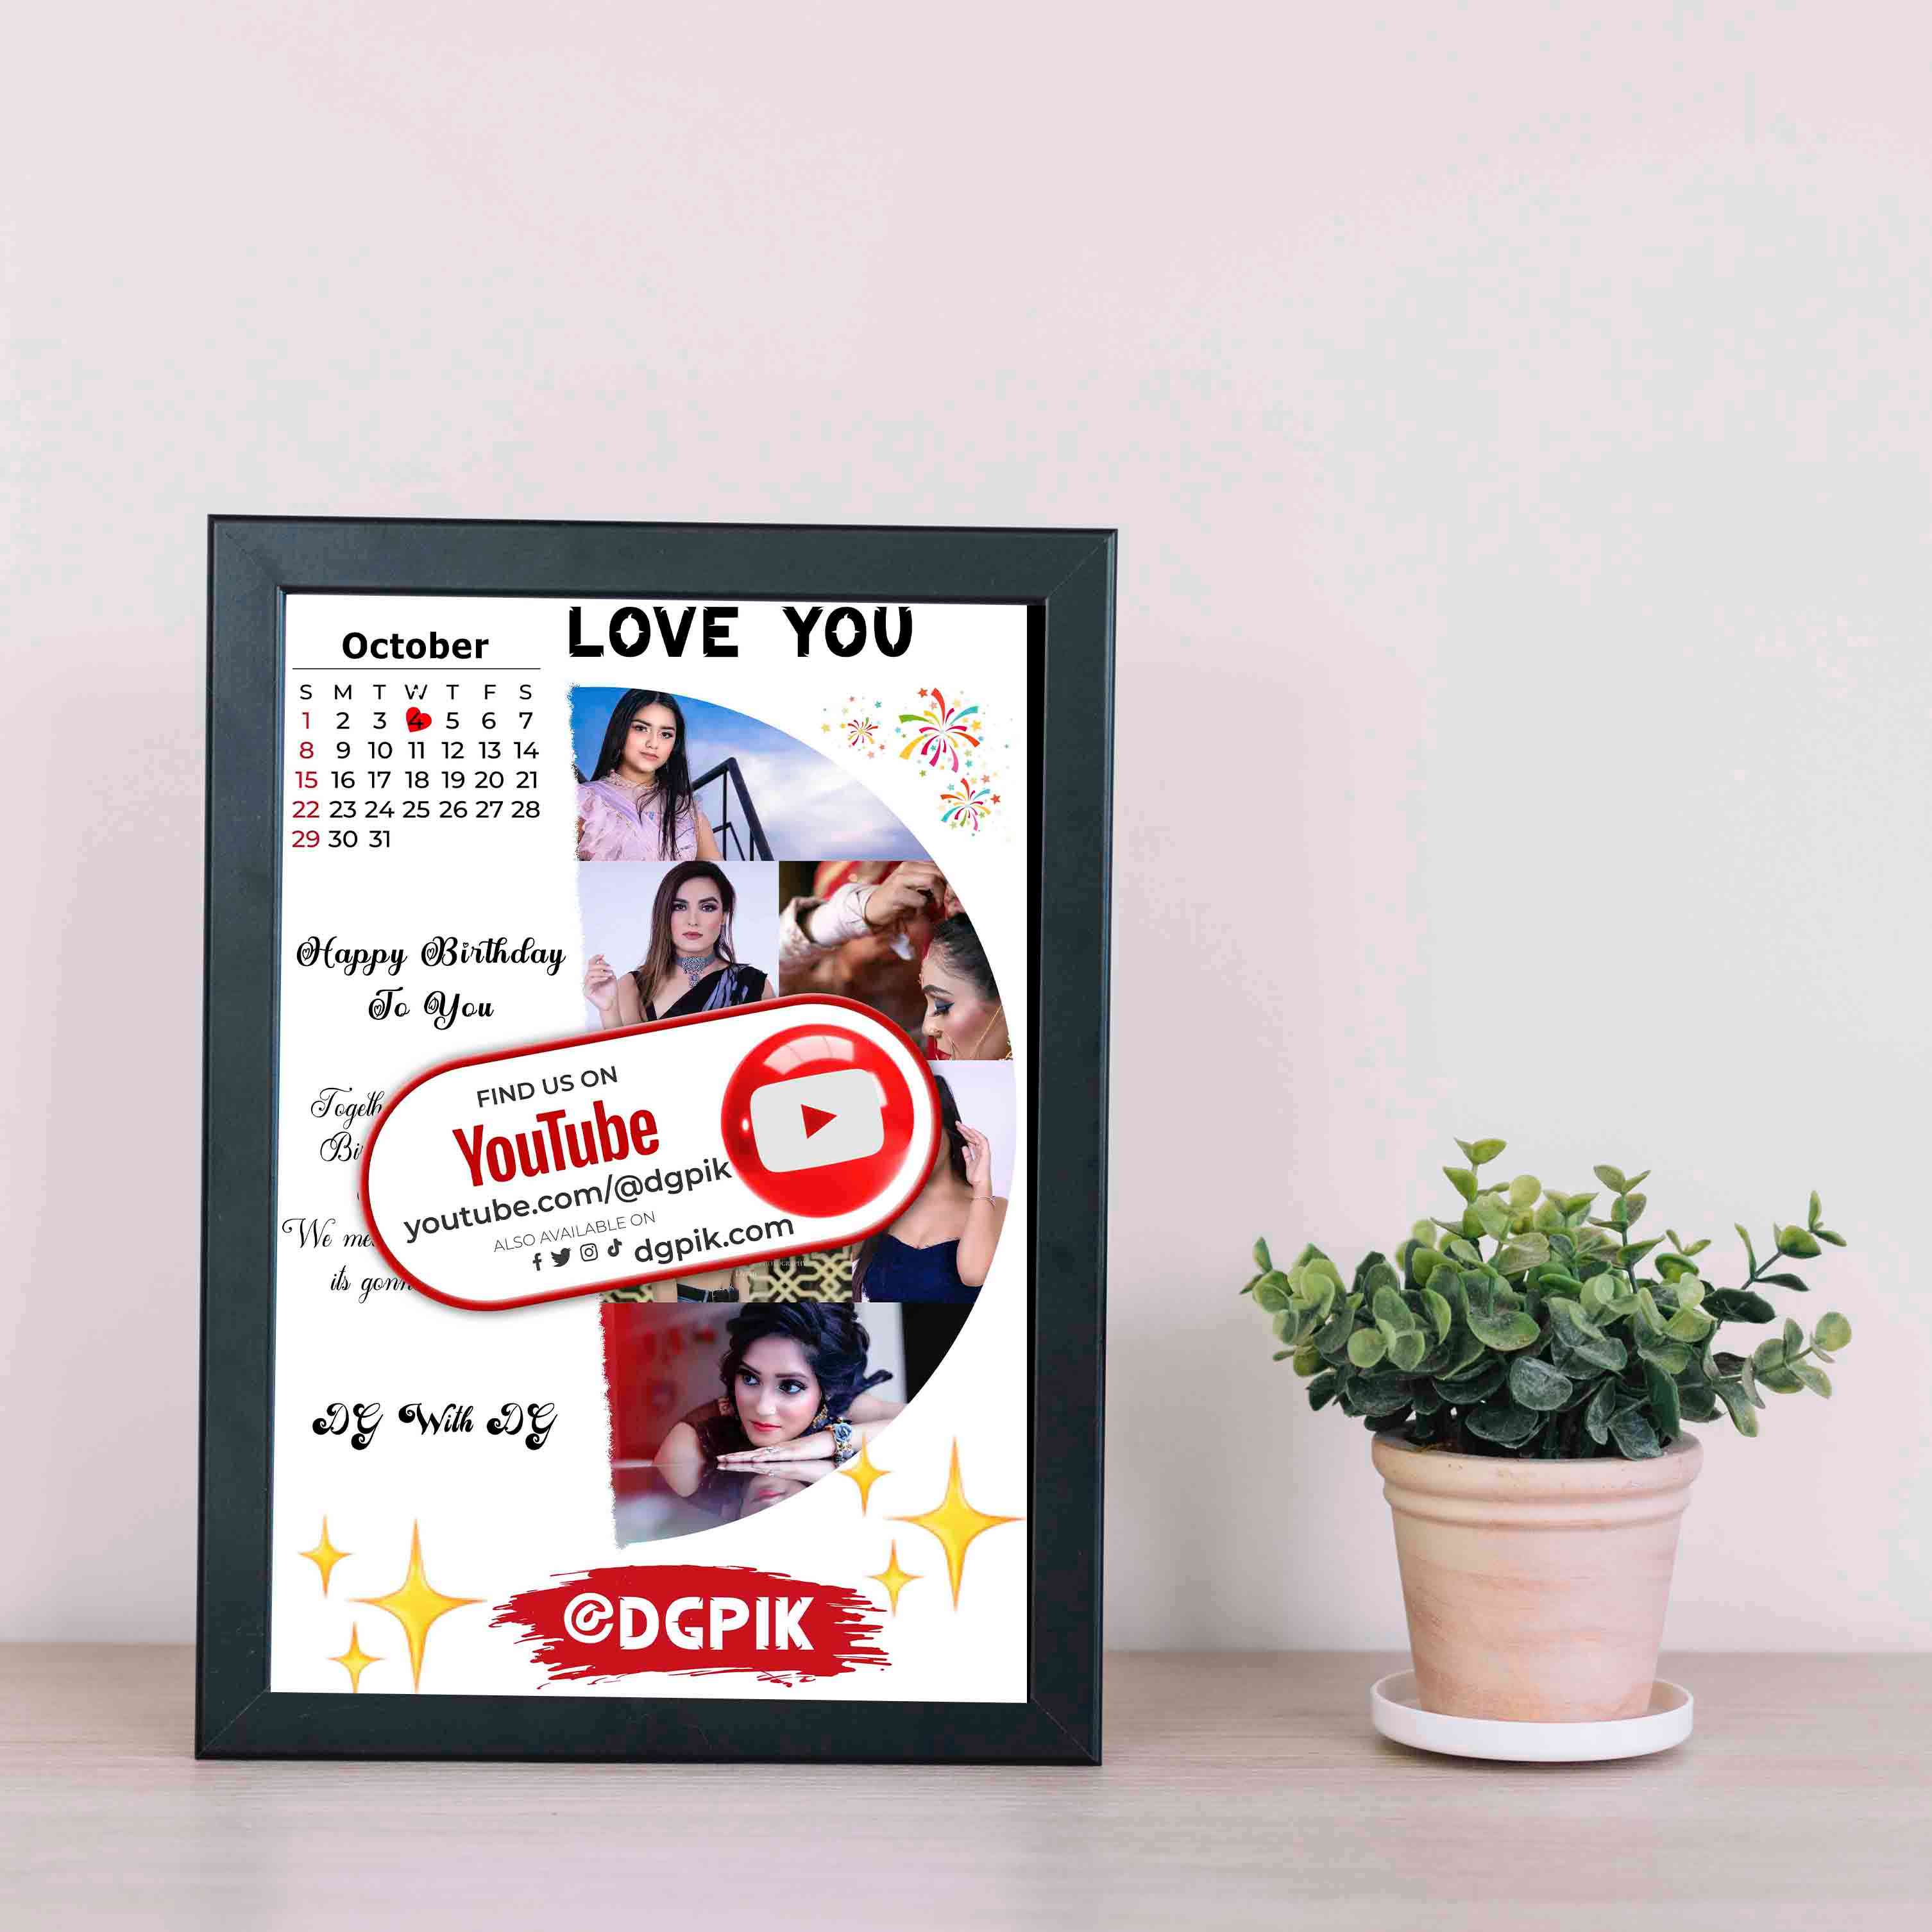 LOVE YOU
October
S M T W T F S
1 2 3 4 5 6 7
8 9 10 11 12 13 14
15 16 17 18 19 20 21
22 23 24 25 26 27 28
29 30 31
Happy Birthday
To You
We
its
FIND US ON
YouTube
youtube.com/@dgpik
ALSO AVAILABLE ON
dgpik.com
DG With DG
@DGPIK